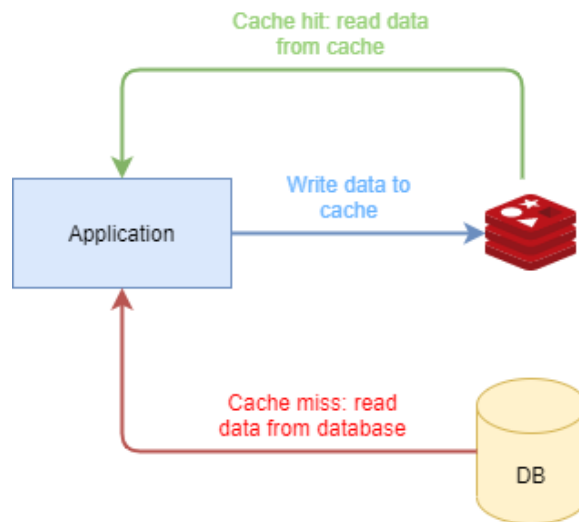 Cache hit: read data
from cache
Write data to
cache
Application
Cache miss: read
data from database
DB